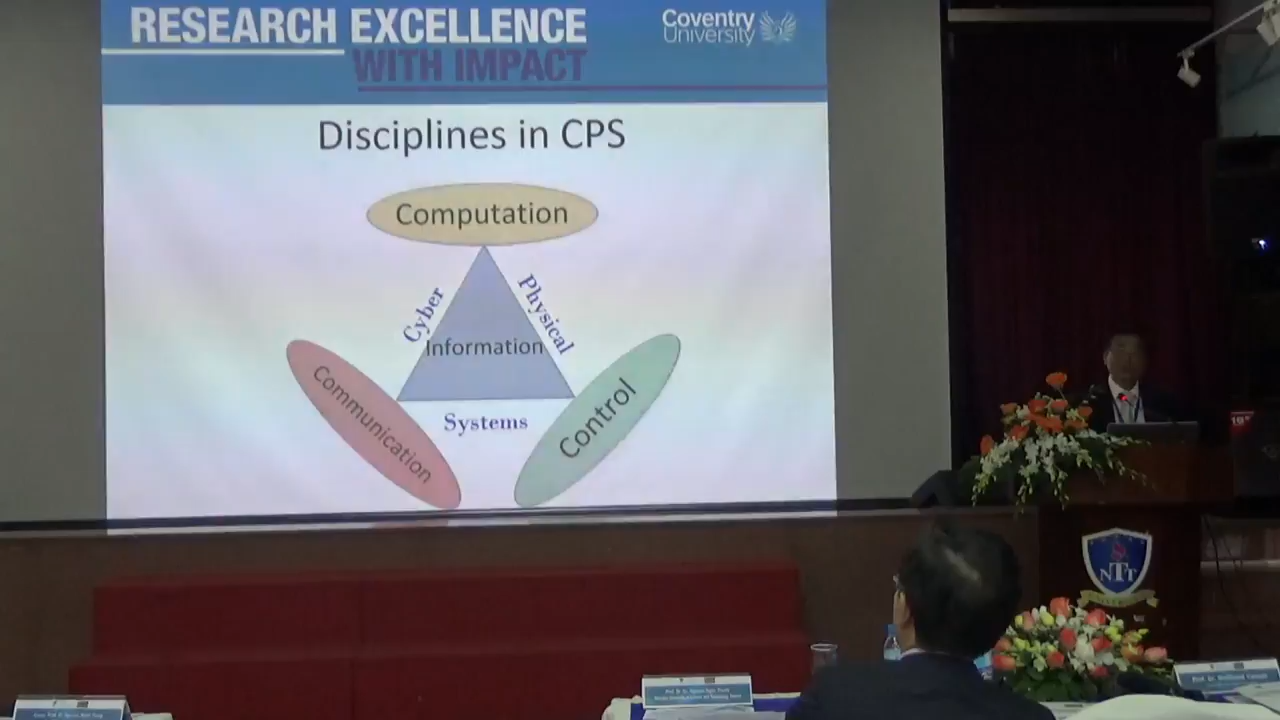 RESEARCH EXCELLENCE
WITH IMPACT
Coventry
University
Disciplines in CPS
Computation
Cyber
Physical
Information
Communication
Control
Systems
NTT